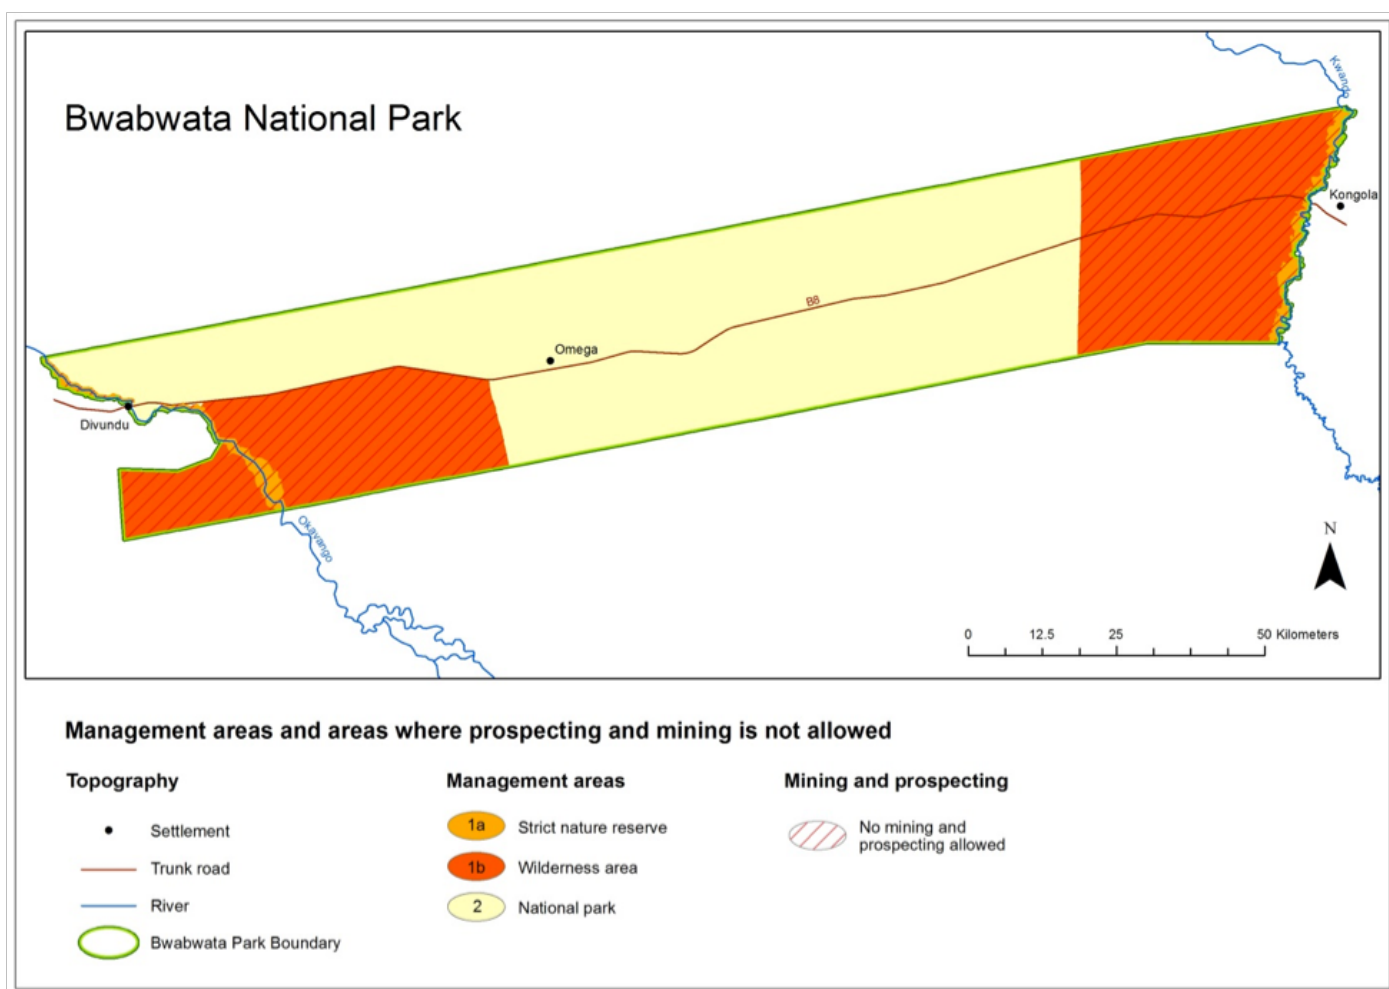 Bwabwata National Park
Kwando
Kongola
B8
Omega
Divundu
Okavango
N
0 12.5 25 50 Kilometers
Management areas and areas where prospecting and mining is not allowed
Topography
Settlement
Trunk road
River
Bwabwata Park Boundary
Management areas
1a Strict nature reserve
1b Wilderness area
2 National park
Mining and prospecting
No mining and
prospecting allowed